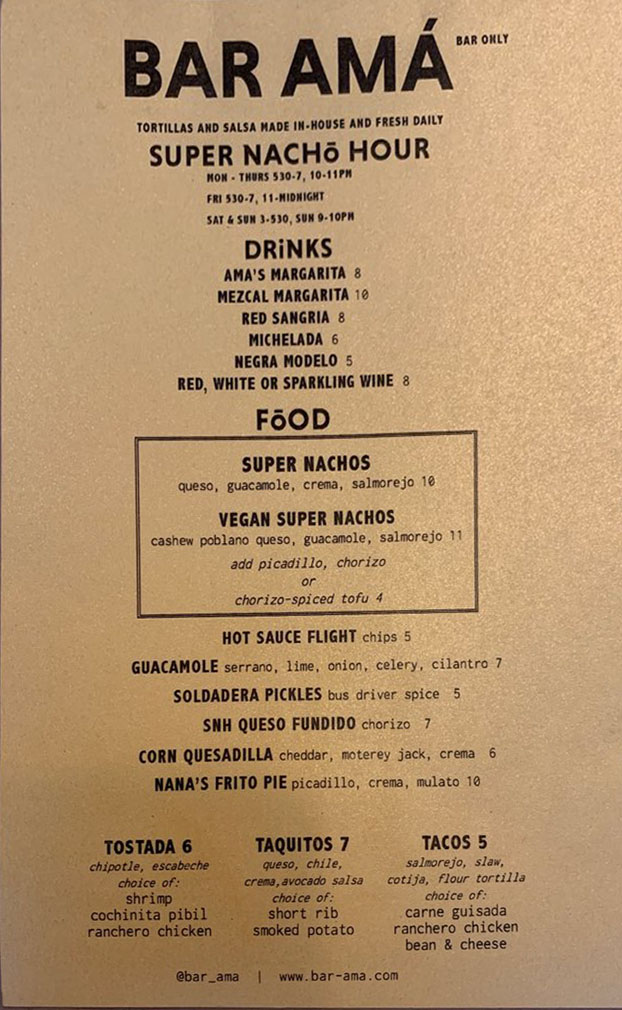 BAR AMÁ BAR ONLY
TORTILLAS AND SALSA MADE IN-HOUSE AND FRESH DAILY
SUPER NACHō HOUR
MON - THURS 530-7, 10-11PM
FRI 530-7, 11-MIDNIGHT
SAT & SUN 3-530, SUN 9-10PM
DRiNKS
AMA'S MARGARITA 8
MEZCAL MARGARITA 10
RED SANGRIA 8
MICHELADA 6
NEGRA MODELO 5
RED, WHITE OR SPARKLING WINE 8
FōOD
SUPER NACHOS
queso, guacamole, crema, salmorejo 10
VEGAN SUPER NACHOS
cashew poblano queso, guacamole, salmorejo 11
add picadillo, chorizo
or
chorizo-spiced tofu 4
HOT SAUCE FLIGHT chips 5
GUACAMOLE serrano, lime, onion, celery, cilantro 7
SOLDADERA PICKLES bus driver spice 5
SNH QUESO FUNDIDO chorizo 7
CORN QUESADILLA cheddar, moterey jack, crema 6
NANA'S FRITO PIE picadillo, crema, mulato 10
TOSTADA 6
chipotle, escabeche
choice of:
shrimp
cochinita pibil
ranchero chicken
TAQUITOS 7
queso, chile,
crema,avocado salsa
choice of:
short rib
smoked potato
TACOS 5
salmorejo, slaw,
cotija, flour tortilla
choice of:
carne guisada
ranchero chicken
bean & cheese
@bar_ama | www.bar-ama.com